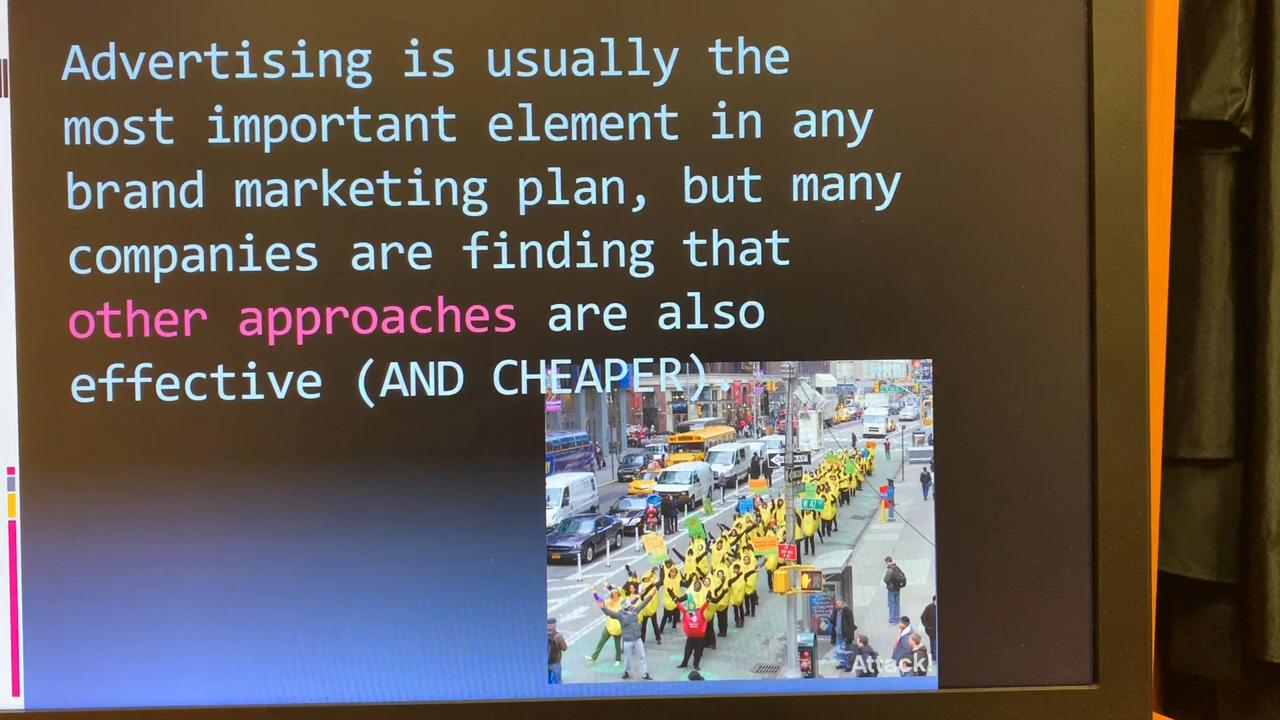 Advertising is usually the
most important element in any
brand marketing plan, but many
companies are finding that
other approaches are also
effective (AND CHEAPER).
Attack!